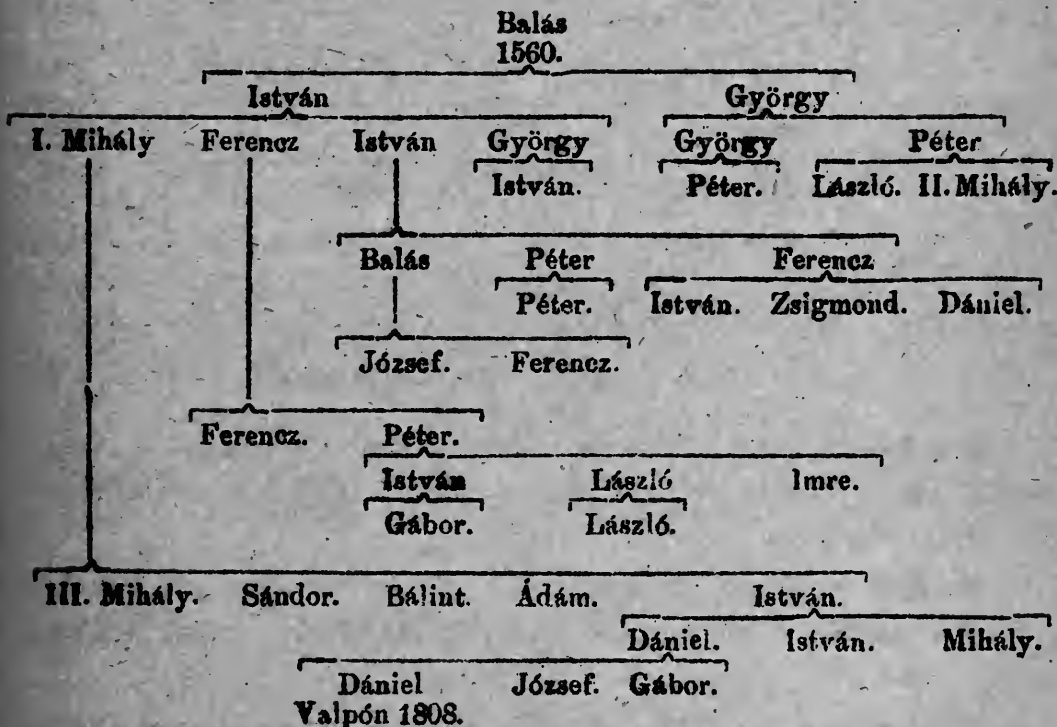 Balás
1560.
István György
I. Mihály Ferencz István György György Péter
István. Péter. László. II. Mihály.
Balás Péter Ferencz
Péter. István. Zsigmond. Dániel.
József. Ferencz.
Ferencz. Péter.
István László Imre.
Gábor. László.
III. Mihály. Sándor. Bálint. Ádám. István.
Dániel. István. Mihály.
Dániel József. Gábor.
Valpón 1808.